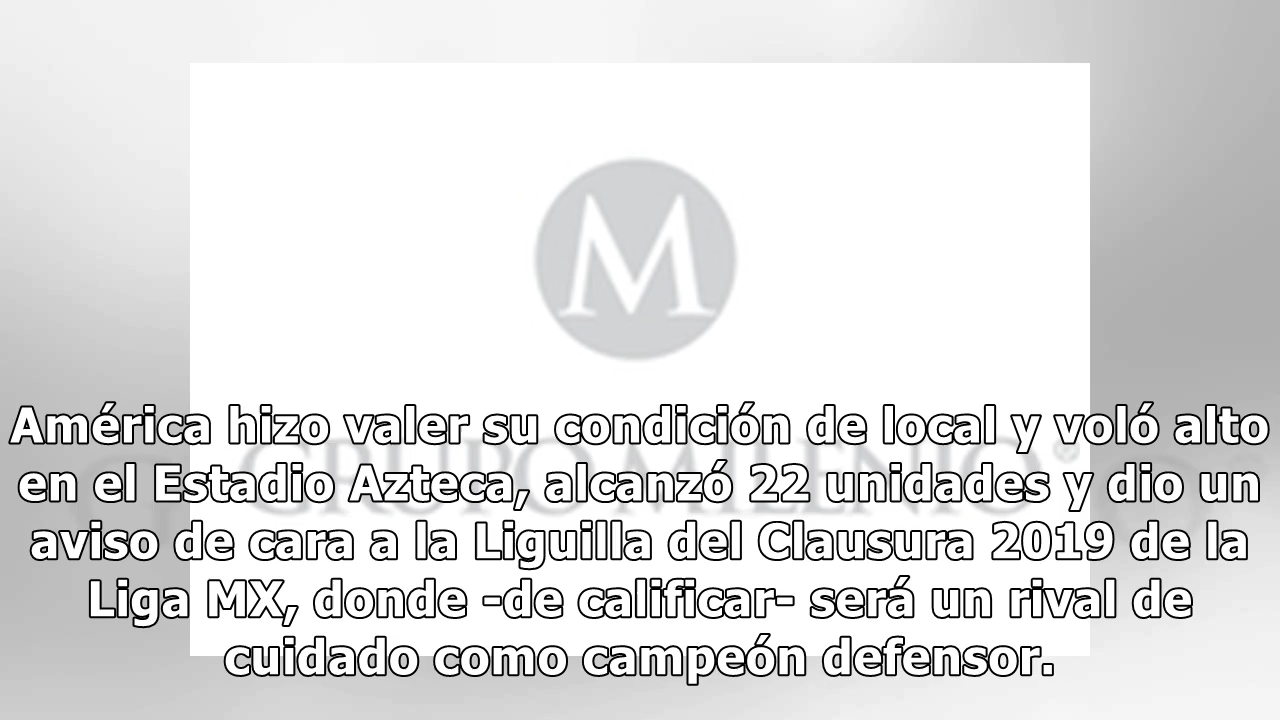 M
GRUPO MILENIO®
América hizo valer su condición de local y voló alto
en el Estadio Azteca, alcanzó 22 unidades y dio un
aviso de cara a la Liguilla del Clausura 2019 de la
Liga MX, donde -de calificar- será un rival de
cuidado como campeón defensor.